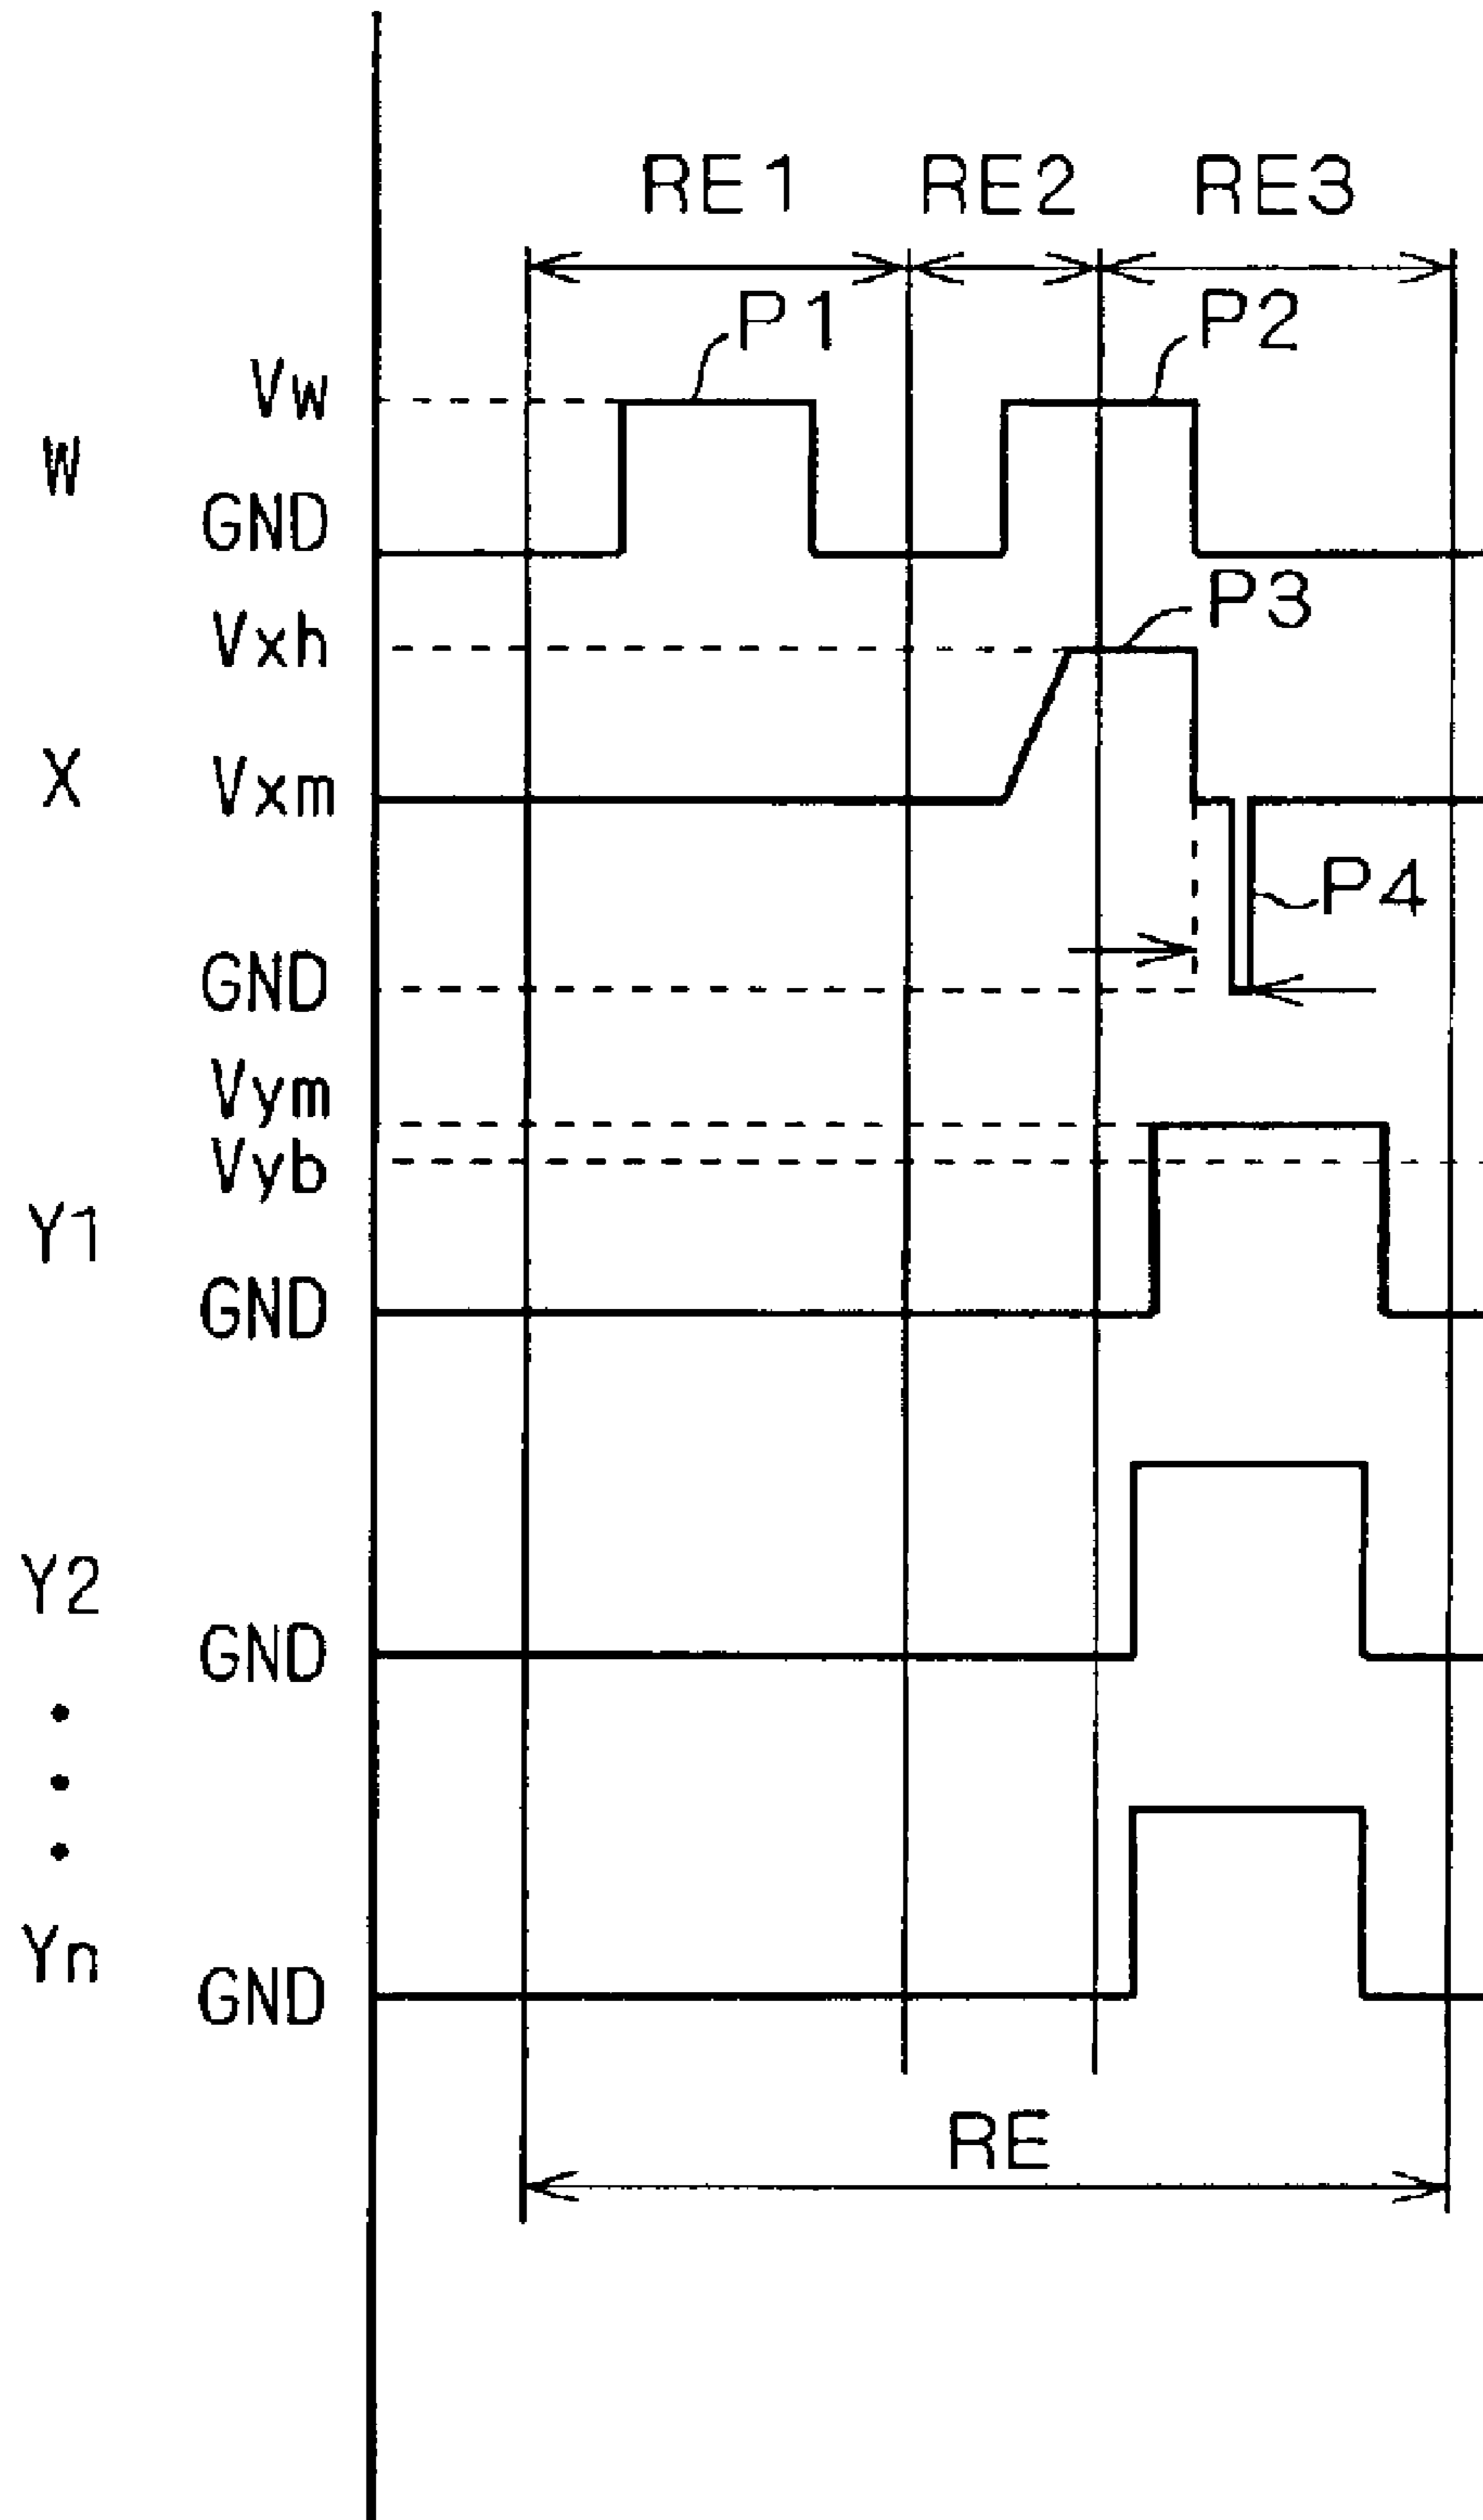 RE1 RE2 RE3
P1 P2
Vw
W
GND
P3
Vxh
X Vxm
P4
GND
Vym
Vyb
Y1
GND
Y2
GND
Yn
GND
RE